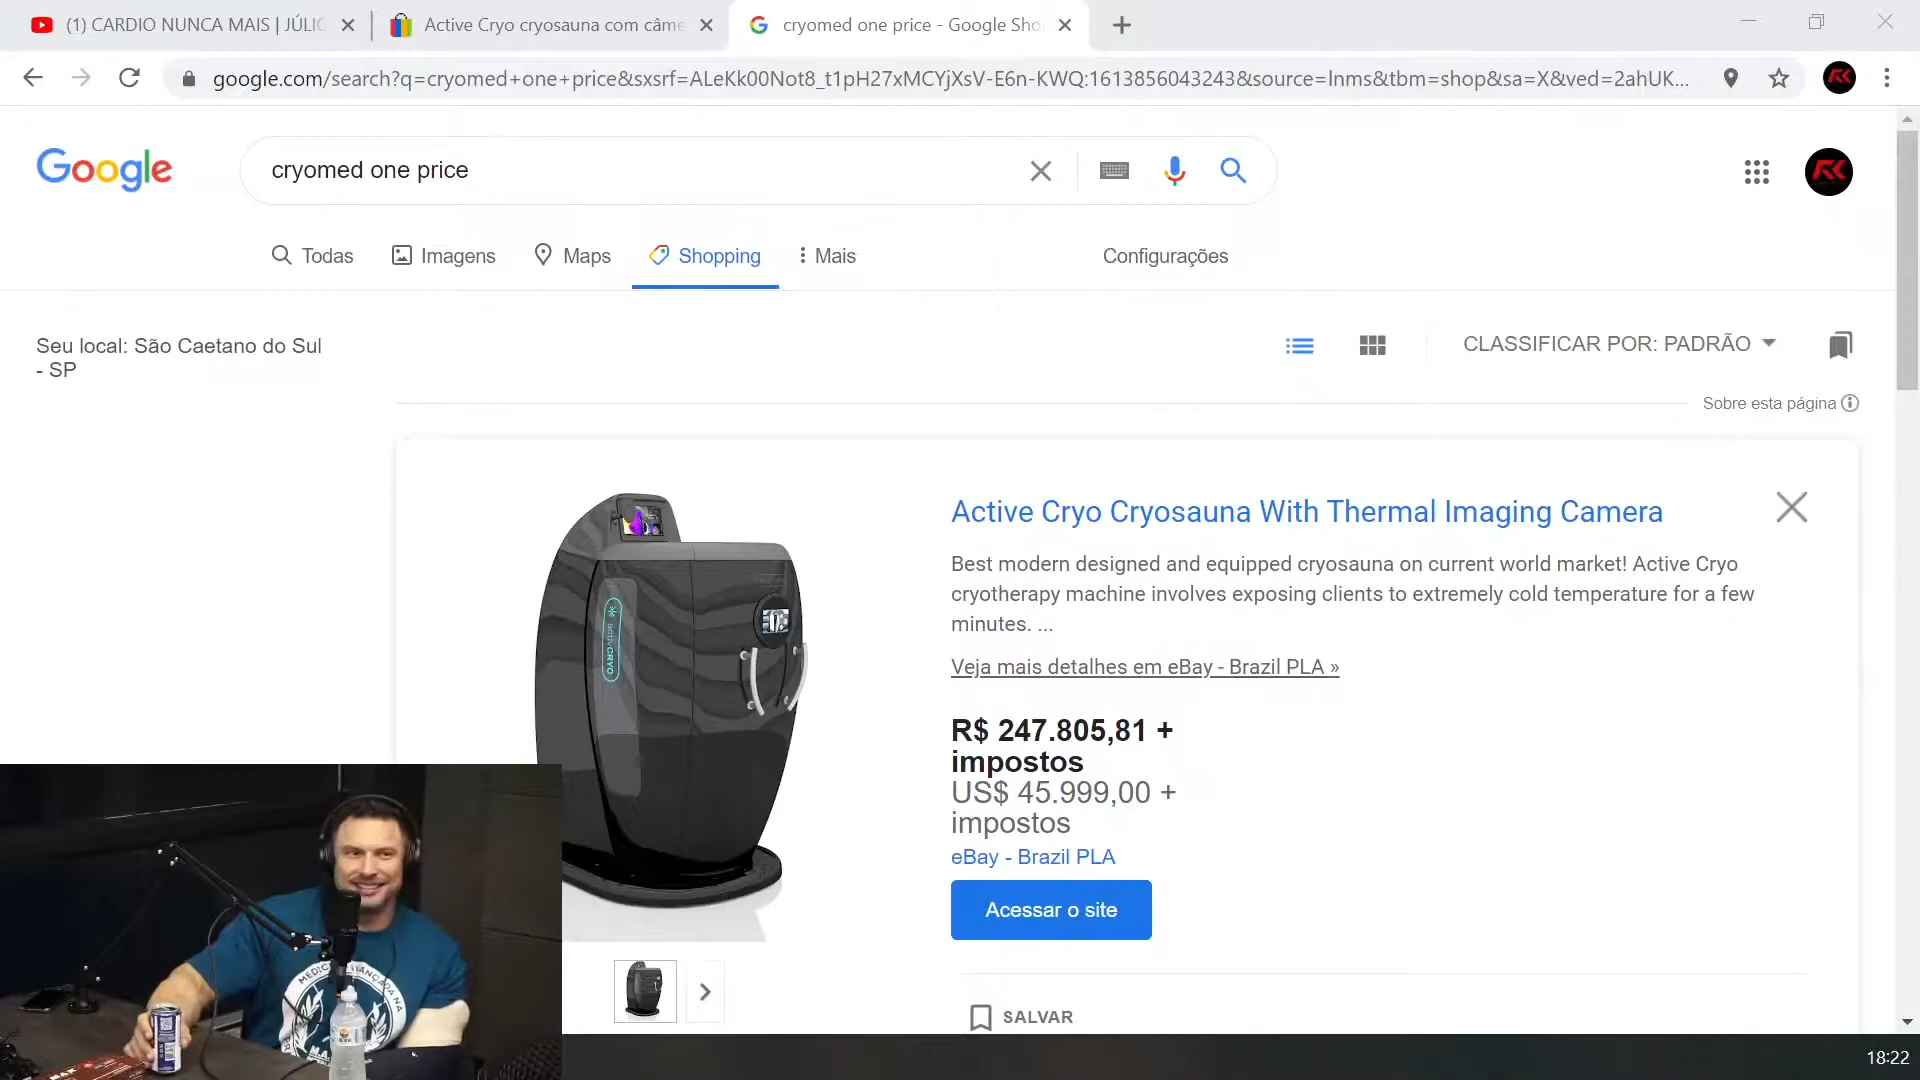 (1) CARDIO NUNCA MAIS | JÚLIO
Active Cryo cryosauna com câme
cryomed one price - Google Sho
google.com/search?q=cryomed+one+price&sxsrf=ALeKk00Not8_t1pH27xMCYjXsV-E6n-KWQ:1613856043243&source=lnms&tbm=shop&sa=X&ved=2ahUK...
Google
cryomed one price
Todas
Imagens
Maps
Shopping
Mais
Configurações
Seu local: São Caetano do Sul
- SP
CLASSIFICAR POR: PADRÃO
Sobre esta página
Active Cryo Cryosauna With Thermal Imaging Camera
Best modern designed and equipped cryosauna on current world market! Active Cryo
cryotherapy machine involves exposing clients to extremely cold temperature for a few
minutes. ...
Veja mais detalhes em eBay - Brazil PLA »
R$ 247.805,81 +
impostos
US$ 45.999,00 +
impostos
eBay - Brazil PLA
Acessar o site
SALVAR
activCRYO
18:22